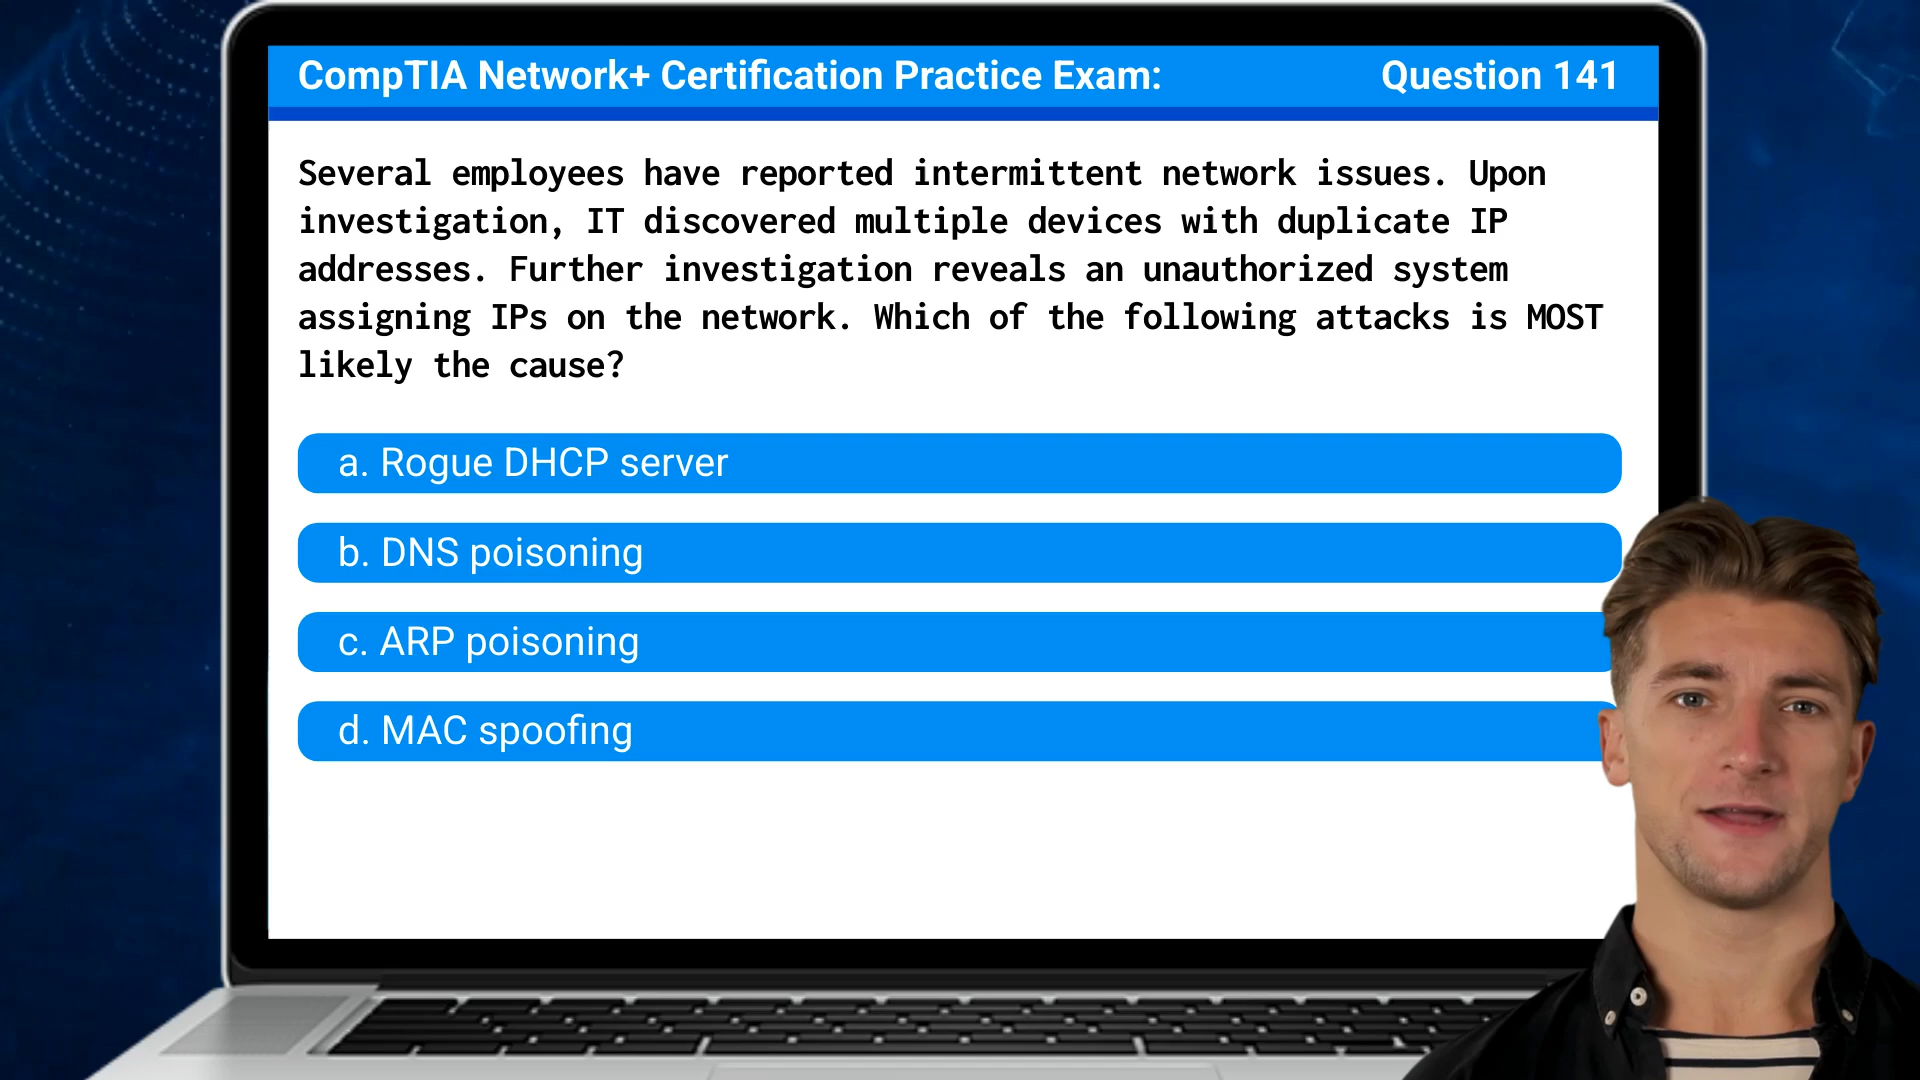 CompTIA Network+ Certification Practice Exam: Question 141
Several employees have reported intermittent network issues. Upon
investigation, IT discovered multiple devices with duplicate IP
addresses. Further investigation reveals an unauthorized system
assigning IPs on the network. Which of the following attacks is MOST
likely the cause?
a. Rogue DHCP server
b. DNS poisoning
c. ARP poisoning
d. MAC spoofing